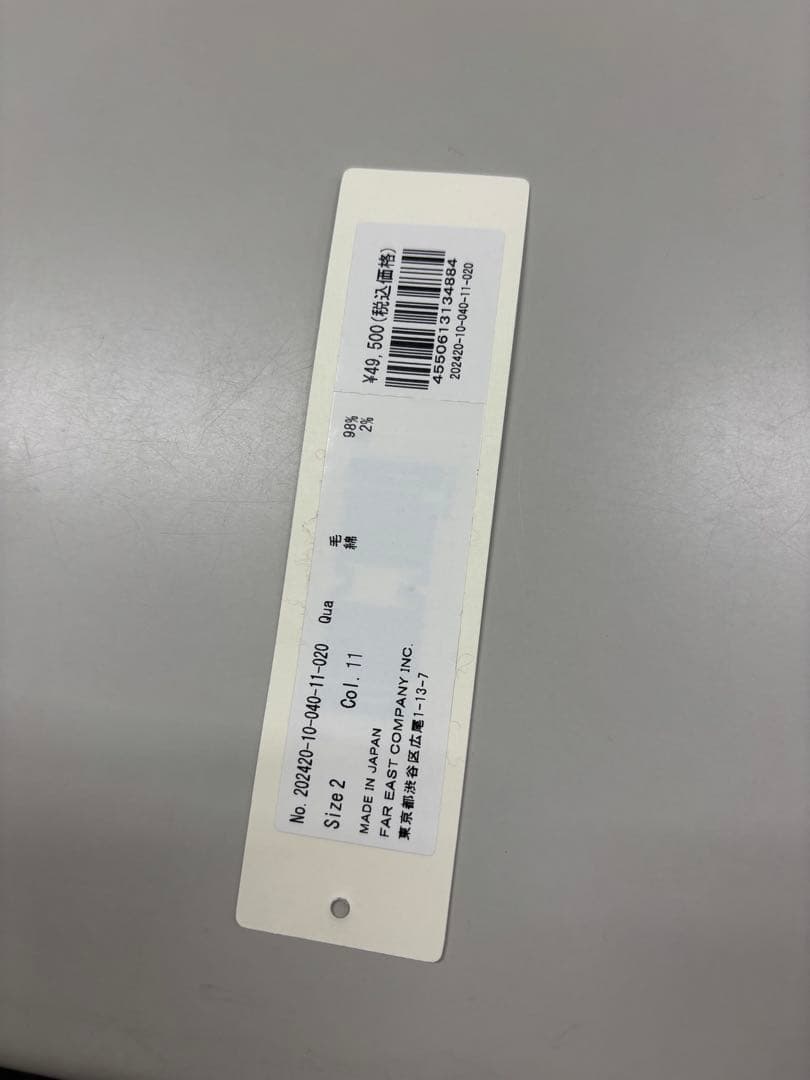 No. 202420-10-040-11-020 Qua
Size 2 Col. 11 毛 98%
綿 2%
MADE IN JAPAN
FAR EAST COMPANY INC.
東京都渋谷区広尾1-13-7
¥49,500(税込価格)
4550613134884
202420-10-040-11-020